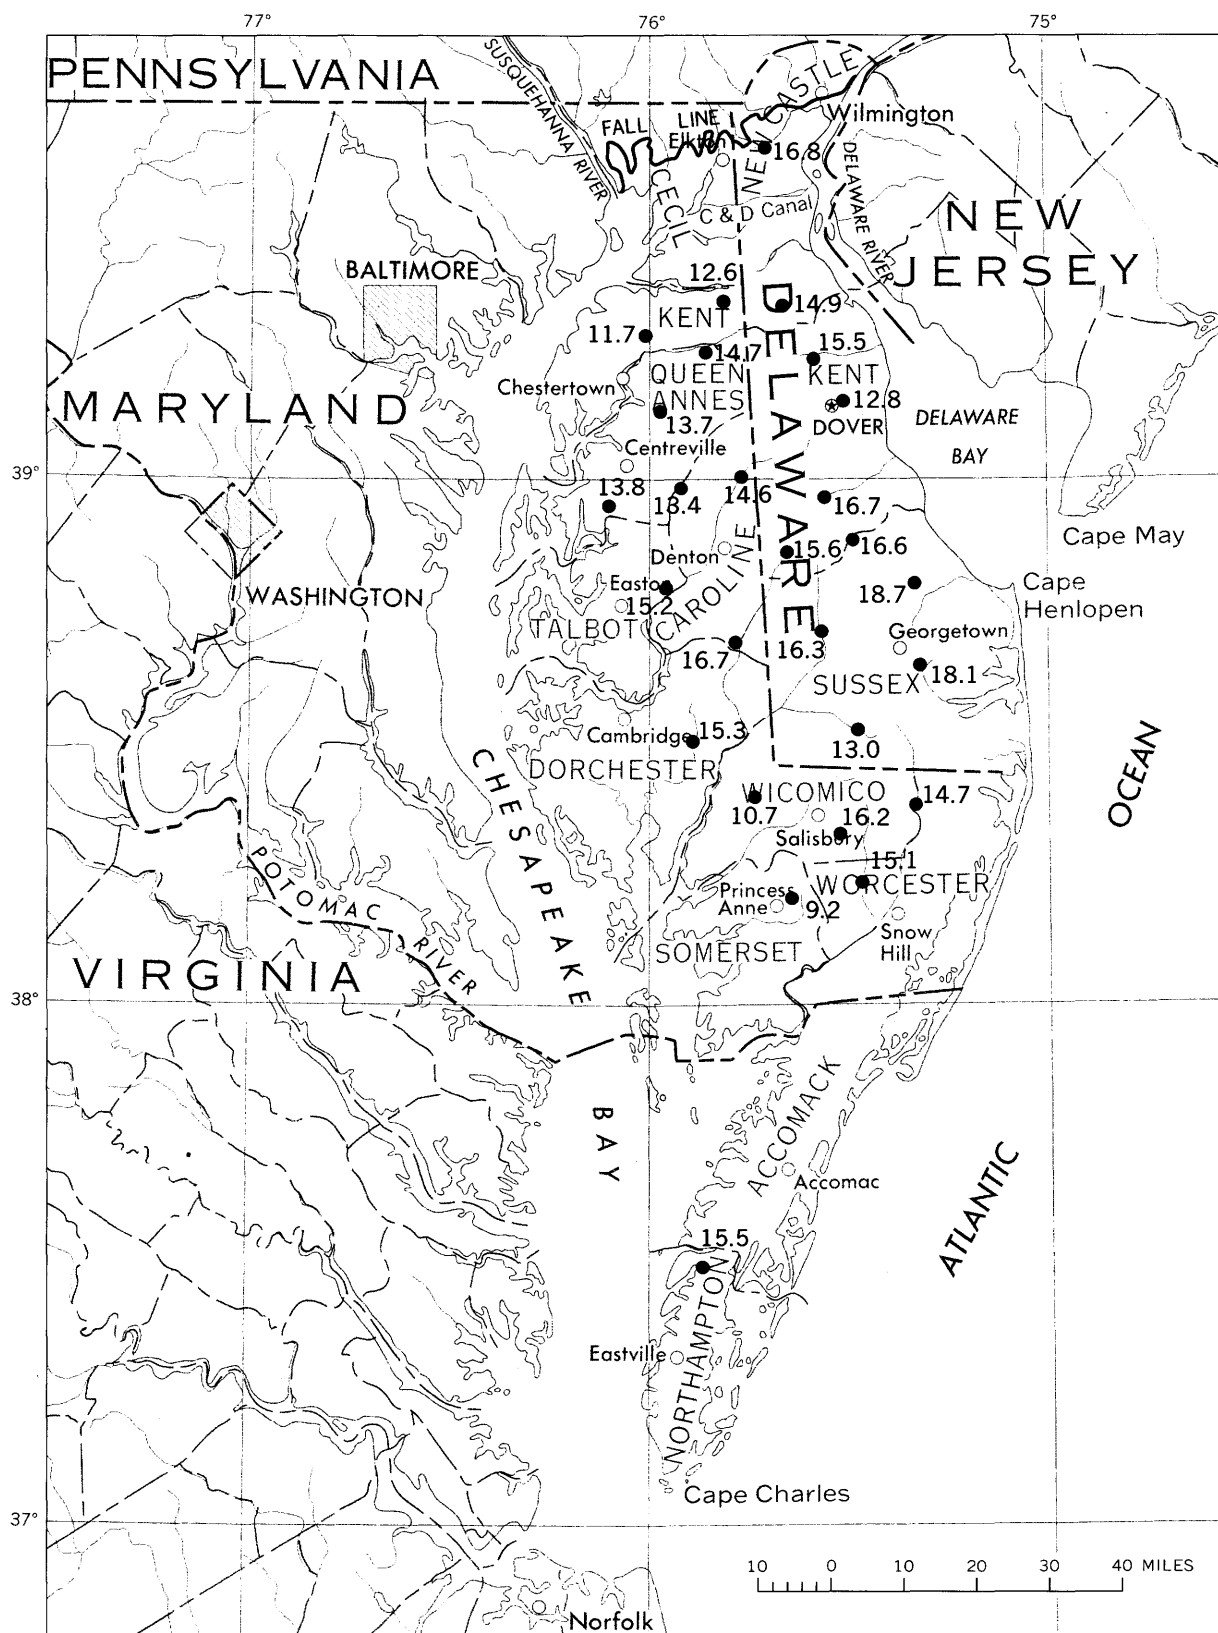 77°
76°
75°
PENNSYLVANIA
SUSQUEHANNA RIVER
FALL LINE
Elkton
NEW CASTLE
Wilmington
16.8
CECIL
C & D Canal
DELAWARE RIVER
NEW
JERSEY
BALTIMORE
12.6
KENT
14.9
11.7
14.7
15.5
Chestertown
QUEEN
ANNES
KENT
12.8
DELAWARE
MARYLAND
13.7
DOVER
DELAWARE
BAY
Centreville
39°
13.8
13.4
14.6
16.7
Cape May
Denton
15.6
16.6
WASHINGTON
Easton
15.2
CAROLINE
18.7
Cape
Henlopen
TALBOT
16.7
16.3
Georgetown
18.1
SUSSEX
Cambridge
15.3
13.0
DORCHESTER
CHESAPEAKE
BAY
OCEAN
WICOMICO
14.7
10.7
16.2
Salisbury
15.1
POTOMAC
RIVER
Princess
Anne
WORCESTER
9.2
Snow
Hill
SOMERSET
VIRGINIA
38°
ACCOMACK
Accomac
ATLANTIC
15.5
NORTHAMPTON
Eastville
Cape Charles
37°
10 0 10 20 30 40 MILES
Norfolk